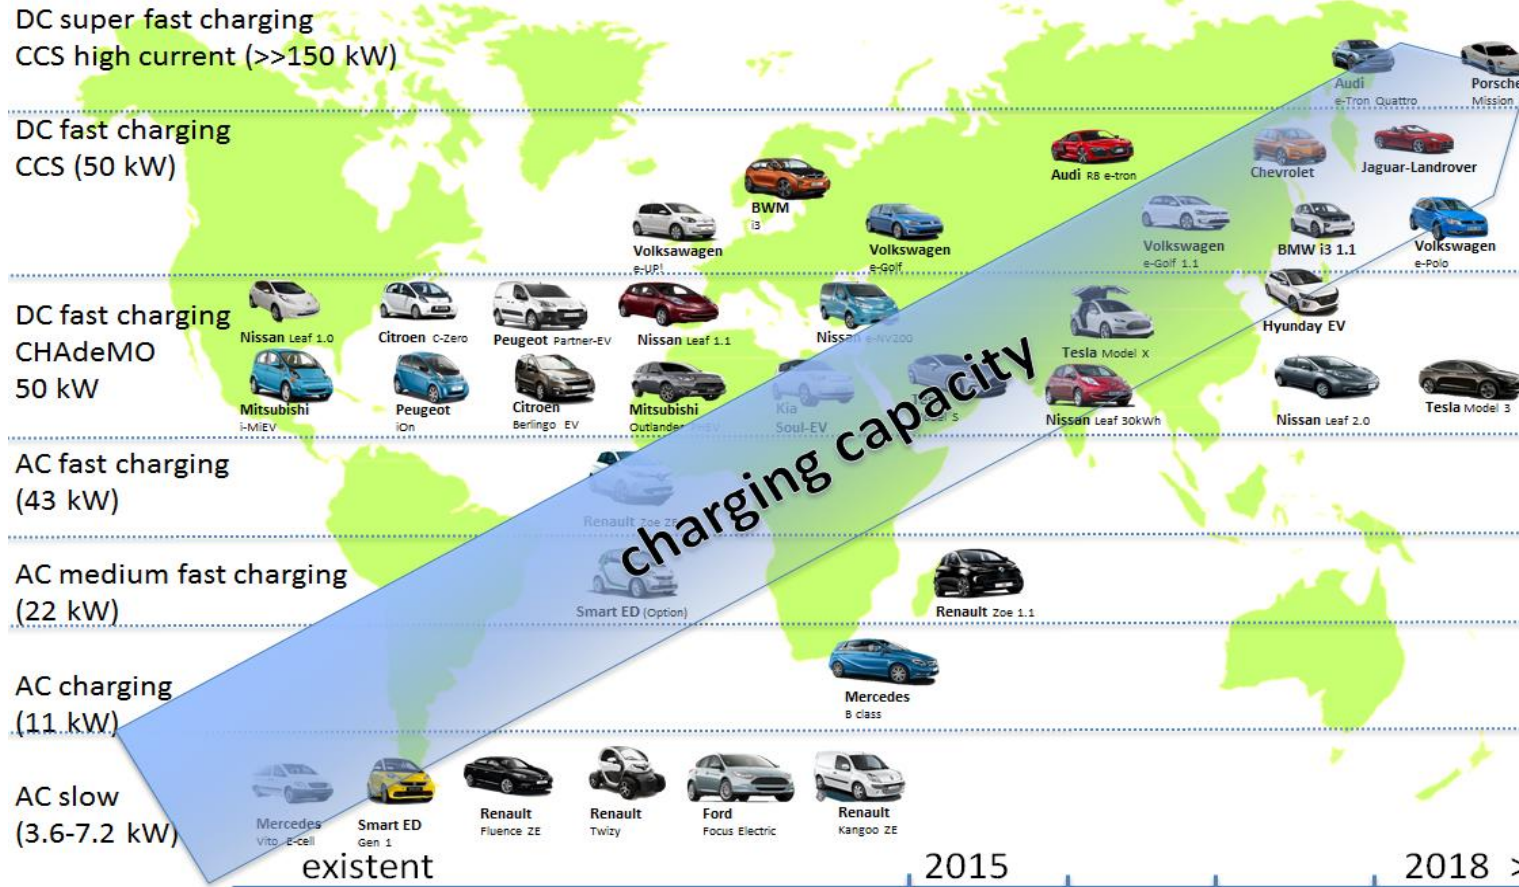 DC super fast charging
CCS high current (>>150 kW)
Audi
e-Tron Quattro
Porsche
Mission
DC fast charging
CCS (50 kW)
Volksawagen
e-UP!
BWM
i3
Volkswagen
e-Golf
Audi R8 e-tron
Volkswagen
e-Golf 1.1
Chevrolet
BMW i3 1.1
Jaguar-Landrover
Volkswagen
e-Polo
DC fast charging
CHAdeMO
50 kW
Nissan Leaf 1.0
Citroen C-Zero
Peugeot Partner-EV
Nissan Leaf 1.1
Nissan e-NV200
Tesla Model X
Hyunday EV
Mitsubishi
i-MiEV
Peugeot
iOn
Citroen
Berlingo EV
Mitsubishi
Outlander
Kia
Soul-EV
Nissan Leaf 30kWh
Nissan Leaf 2.0
Tesla Model 3
charging capacity
AC fast charging
(43 kW)
Renault Zoe
AC medium fast charging
(22 kW)
Smart ED (Option)
Renault Zoe 1.1
AC charging
(11 kW)
Mercedes
B class
AC slow
(3.6-7.2 kW)
Mercedes
Vito E-cell
Smart ED
Gen 1
Renault
Fluence ZE
Renault
Twizy
Ford
Focus Electric
Renault
Kangoo ZE
existent
2015
2018 >